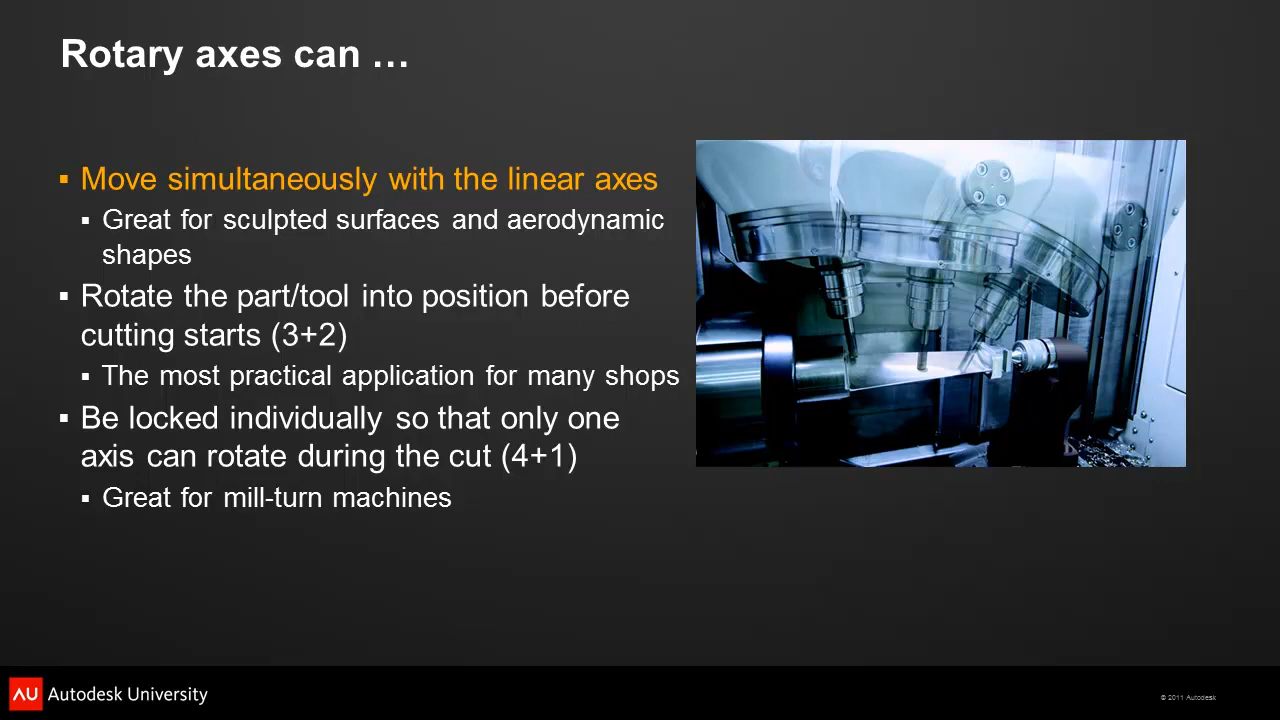 Rotary axes can …
▪ Move simultaneously with the linear axes
▪ Great for sculpted surfaces and aerodynamic
shapes
▪ Rotate the part/tool into position before
cutting starts (3+2)
▪ The most practical application for many shops
▪ Be locked individually so that only one
axis can rotate during the cut (4+1)
▪ Great for mill-turn machines
AU Autodesk University
© 2011 Autodesk